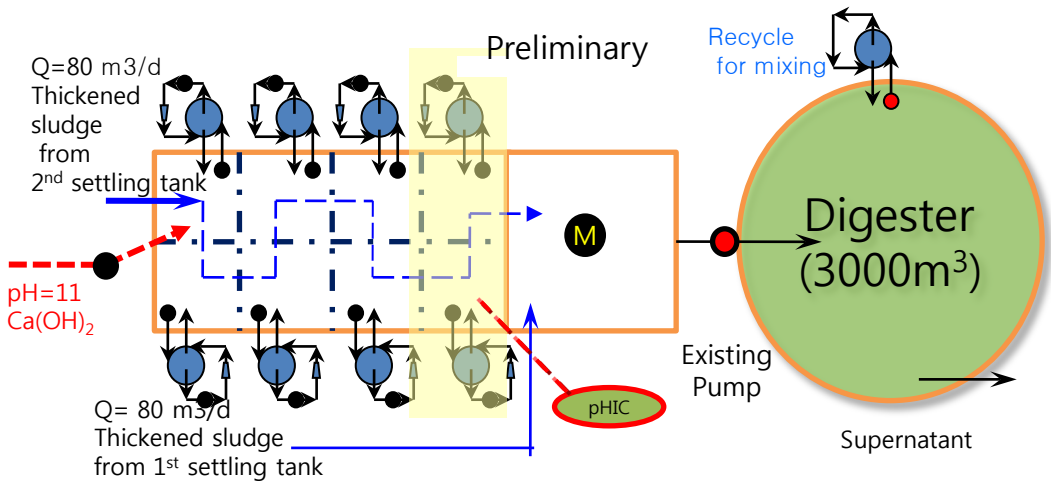 Preliminary
Q=80 m3/d
Thickened
sludge
from
2nd settling tank
pH=11
Ca(OH)2
M
pHIC
Q= 80 m3/d
Thickened sludge
from 1st settling tank
Recycle
for mixing
Digester
(3000m3)
Existing
Pump
Supernatant